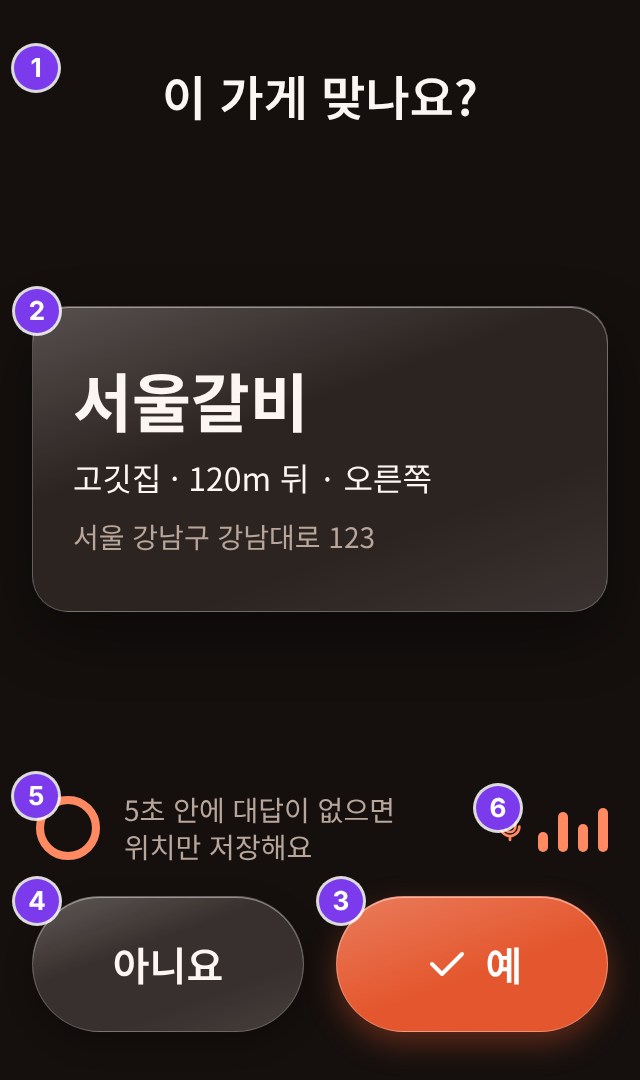 1
이 가게 맞나요?
2
서울갈비
고깃집 · 120m 뒤 · 오른쪽
서울 강남구 강남대로 123
5
5초 안에 대답이 없으면
위치만 저장해요
6
4
아니요
3
예